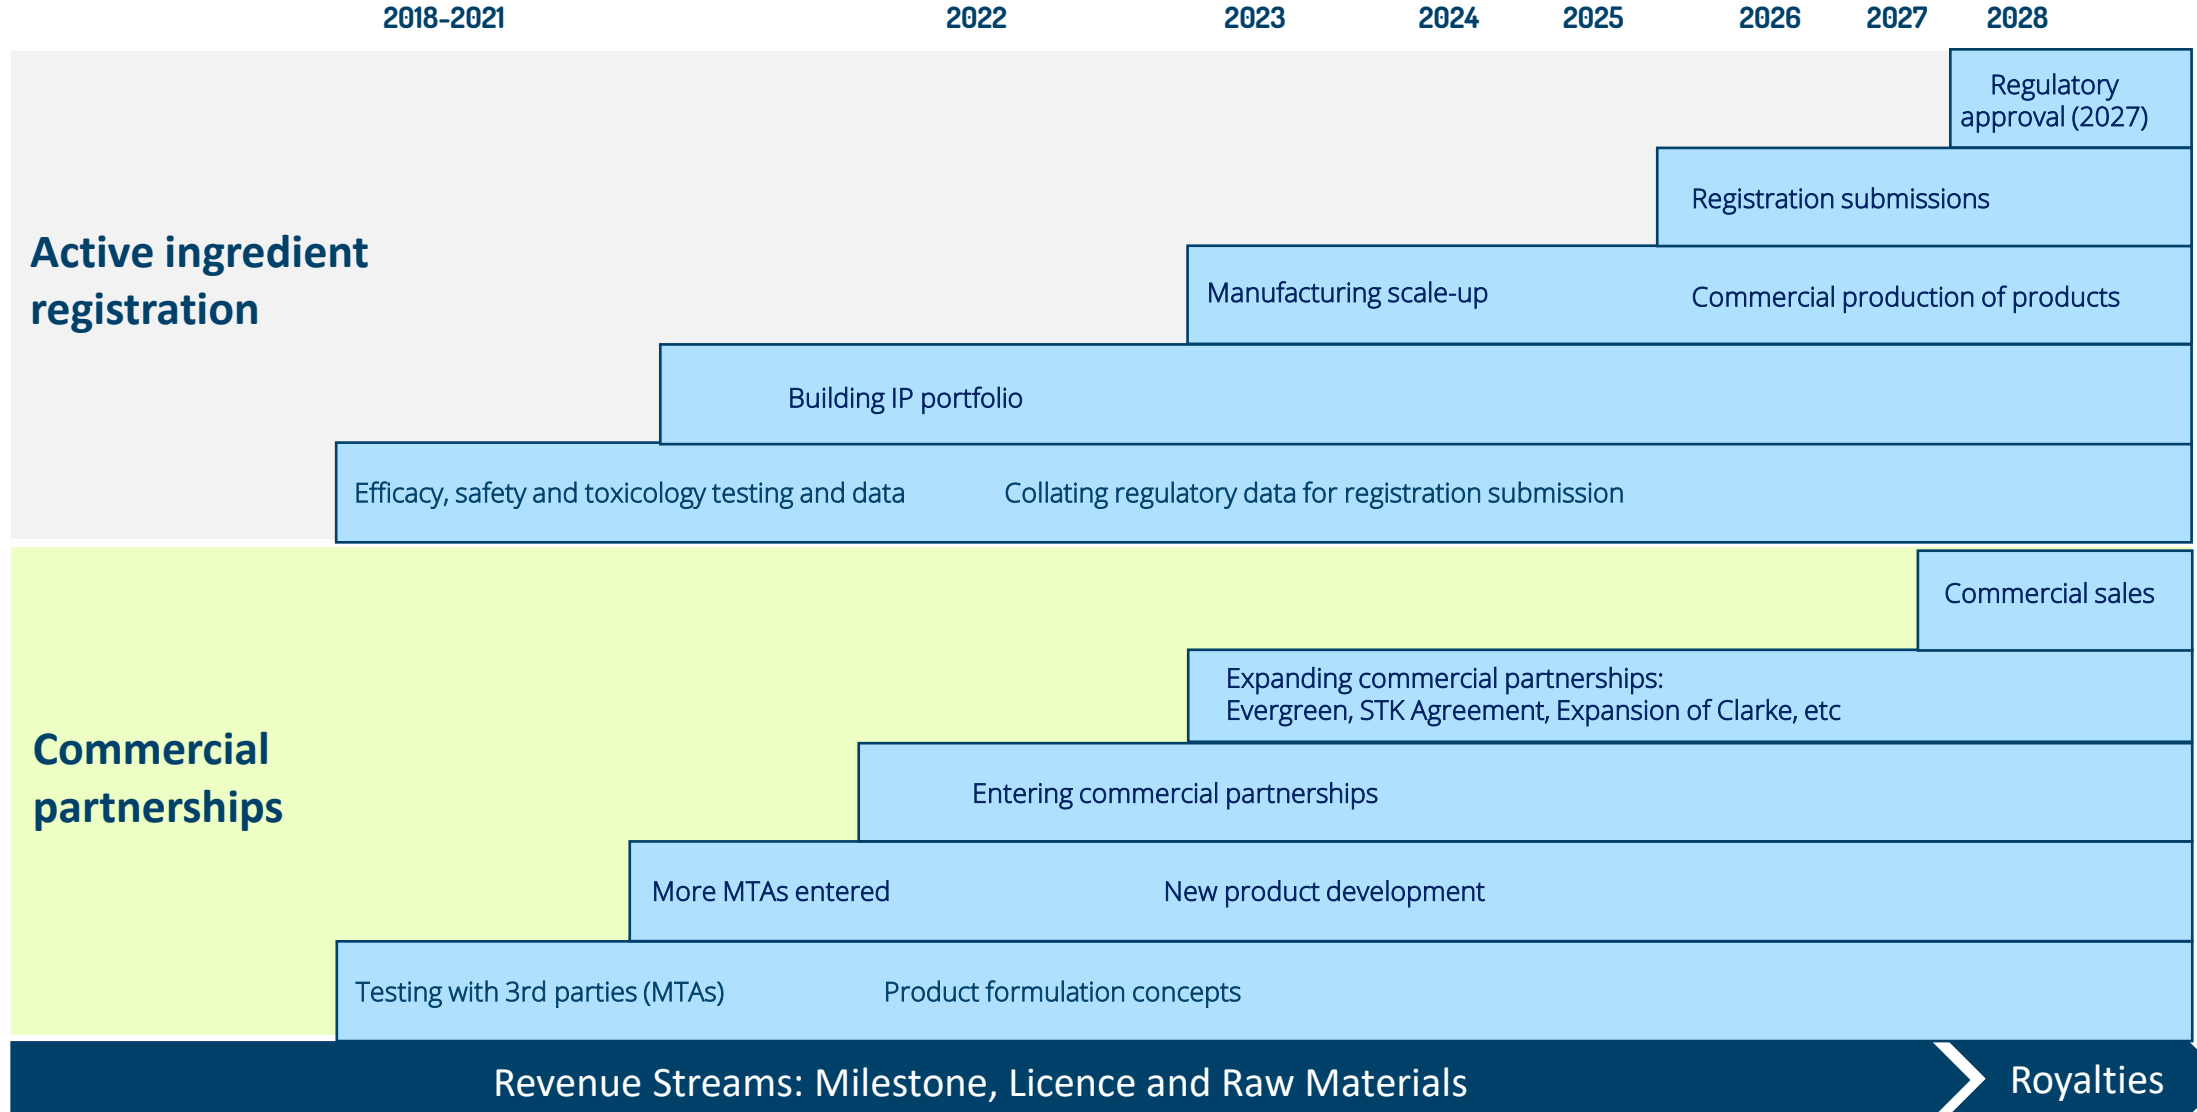 2018-2021 2022 2023 2024 2025 2026 2027 2028
Regulatory
approval (2027)
Registration submissions
Active ingredient
registration
Manufacturing scale-up Commercial production of products
Building IP portfolio
Efficacy, safety and toxicology testing and data Collating regulatory data for registration submission
Commercial sales
Expanding commercial partnerships:
Evergreen, STK Agreement, Expansion of Clarke, etc
Commercial
partnerships
Entering commercial partnerships
More MTAs entered New product development
Testing with 3rd parties (MTAs) Product formulation concepts
Revenue Streams: Milestone, Licence and Raw Materials Royalties